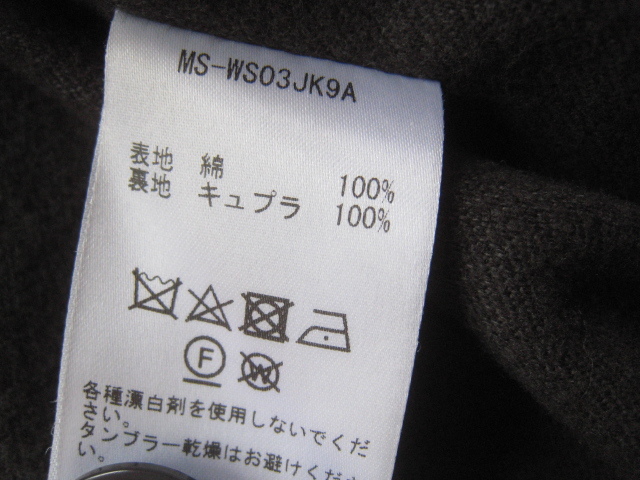 MS-WS03JK9A
表地 綿 100%
裏地 キュプラ 100%
F
W
各種漂白剤を使用しないでくだ
さい。
タンブラー乾燥はお避けくださ
い。